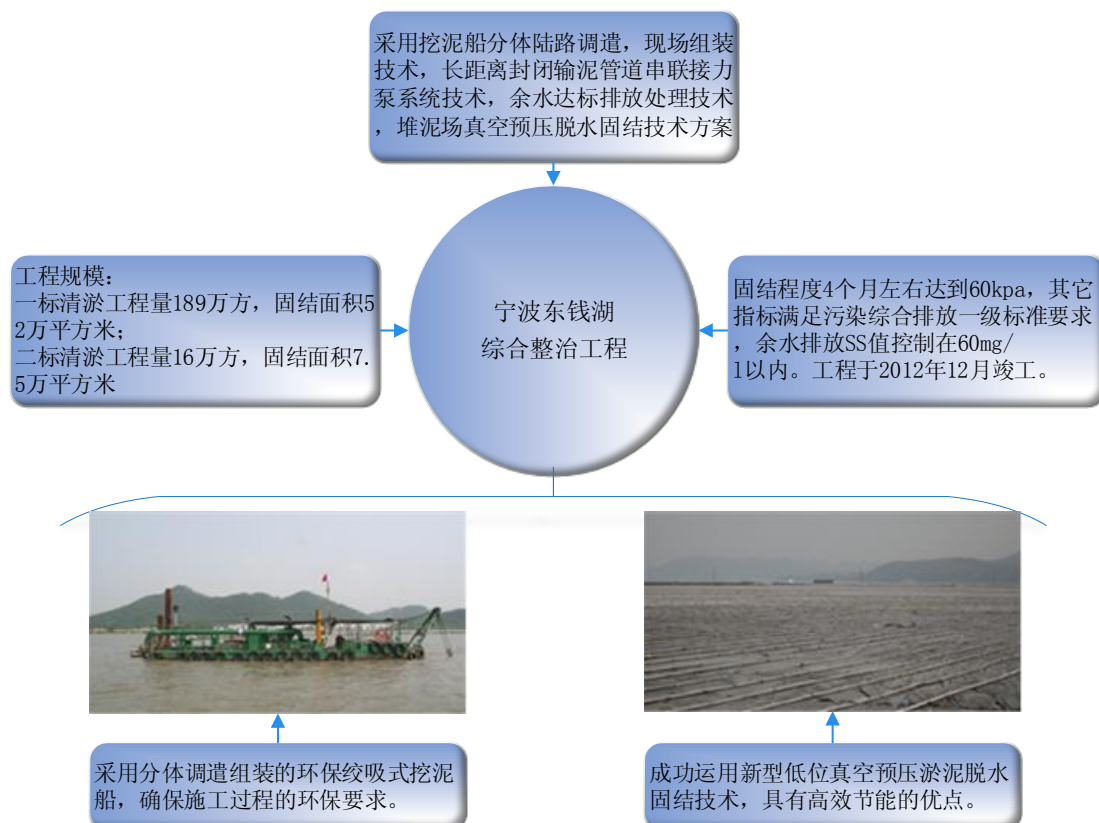 采用挖泥船分体陆路调遣，现场组装
技术，长距离封闭输泥管道串联接力
泵系统技术，余水达标排放处理技术
，堆泥场真空预压脱水固结技术方案
工程规模：
一标清淤工程量189万方，固结面积5
2万平方米；
二标清淤工程量16万方，固结面积7.
5万平方米
宁波东钱湖
综合整治工程
固结程度4个月左右达到60kpa，其它
指标满足污染综合排放一级标准要求
，余水排放SS值控制在60mg/
l以内。工程于2012年12月竣工。
采用分体调遣组装的环保绞吸式挖泥
船，确保施工过程的环保要求。
成功运用新型低位真空预压淤泥脱水
固结技术，具有高效节能的优点。